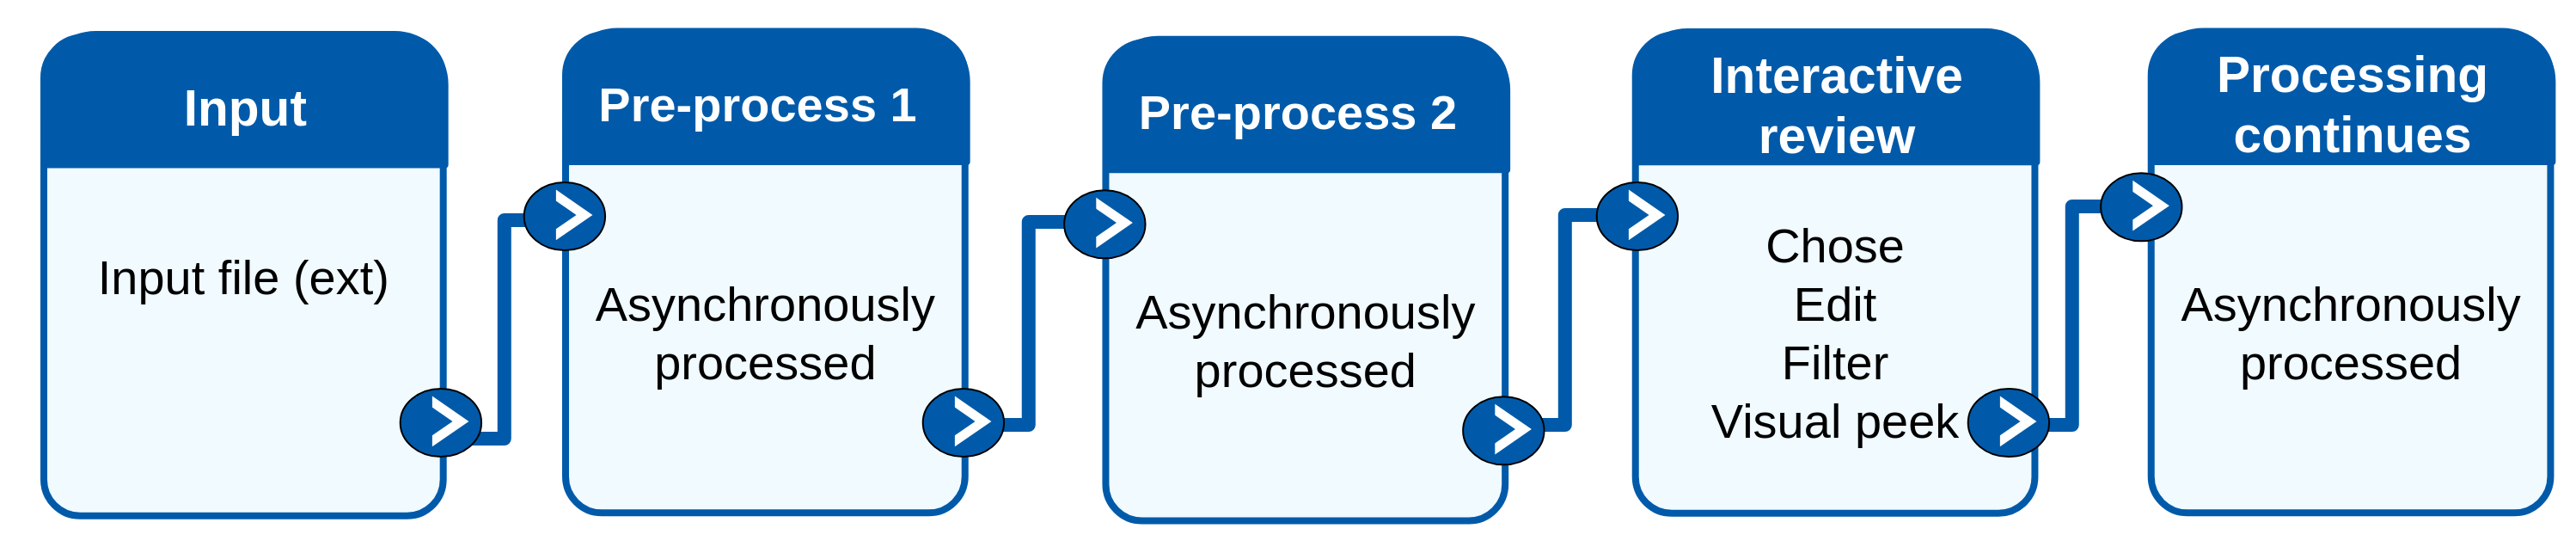 Input
Input file (ext)
Pre-process 1
Asynchronously
processed
Pre-process 2
Asynchronously
processed
Interactive
review
Chose
Edit
Filter
Visual peek
Processing
continues
Asynchronously
processed